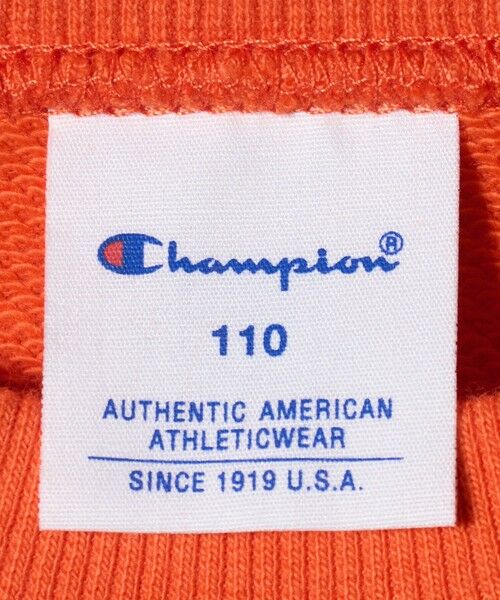 Champion®
110
AUTHENTIC AMERICAN
ATHLETICWEAR
SINCE 1919 U.S.A.